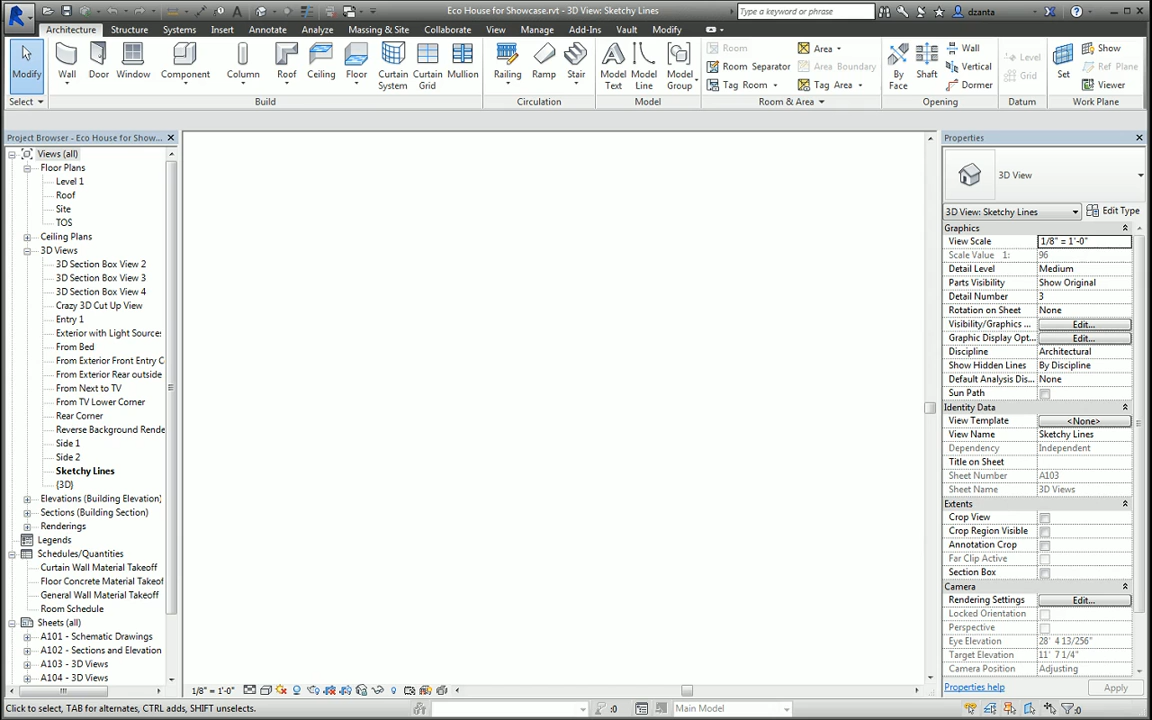 Eco House for Showcase.rvt - 3D View: Sketchy Lines
Type a keyword or phrase
dzanta
Architecture Structure Systems Insert Annotate Analyze Massing & Site Collaborate View Manage Add-Ins Vault Modify
Modify Wall Door Window Component Column Roof Ceiling Floor Curtain System Curtain Grid Mullion Railing Ramp Stair Model Text Model Line Model Group
Room
Room Separator
Tag Room
Area
Area Boundary
Tag Area
By Face
Shaft
Wall
Vertical
Dormer
Level
Grid
Set
Show
Ref Plane
Viewer
Select Build Circulation Model Room & Area Opening Datum Work Plane
Project Browser - Eco House for Show...
Views (all)
Floor Plans
Level 1
Roof
Site
TOS
Ceiling Plans
3D Views
3D Section Box View 2
3D Section Box View 3
3D Section Box View 4
Crazy 3D Cut Up View
Entry 1
Exterior with Light Source:
From Bed
From Exterior Front Entry C
From Exterior Rear outside
From Next to TV
From TV Lower Corner
Rear Corner
Reverse Background Rende
Side 1
Side 2
Sketchy Lines
{3D}
Elevations (Building Elevation)
Sections (Building Section)
Renderings
Legends
Schedules/Quantities
Curtain Wall Material Takeoff
Floor Concrete Material Takeoff
General Wall Material Takeoff
Room Schedule
Sheets (all)
A101 - Schematic Drawings
A102 - Sections and Elevation
A103 - 3D Views
A104 - 3D Views
Properties
3D View
3D View: Sketchy Lines Edit Type
Graphics
View Scale 1/8" = 1'-0"
Scale Value 1: 96
Detail Level Medium
Parts Visibility Show Original
Detail Number 3
Rotation on Sheet None
Visibility/Graphics ... Edit...
Graphic Display Opt... Edit...
Discipline Architectural
Show Hidden Lines By Discipline
Default Analysis Dis... None
Sun Path
Identity Data
View Template <None>
View Name Sketchy Lines
Dependency Independent
Title on Sheet
Sheet Number A103
Sheet Name 3D Views
Extents
Crop View
Crop Region Visible
Annotation Crop
Far Clip Active
Section Box
Camera
Rendering Settings Edit...
Locked Orientation
Perspective
Eye Elevation 28' 4 13/256"
Target Elevation 11' 7 1/4"
Camera Position Adjusting
Properties help Apply
1/8" = 1'-0"
Click to select, TAB for alternates, CTRL adds, SHIFT unselects.
:0
Main Model
:0